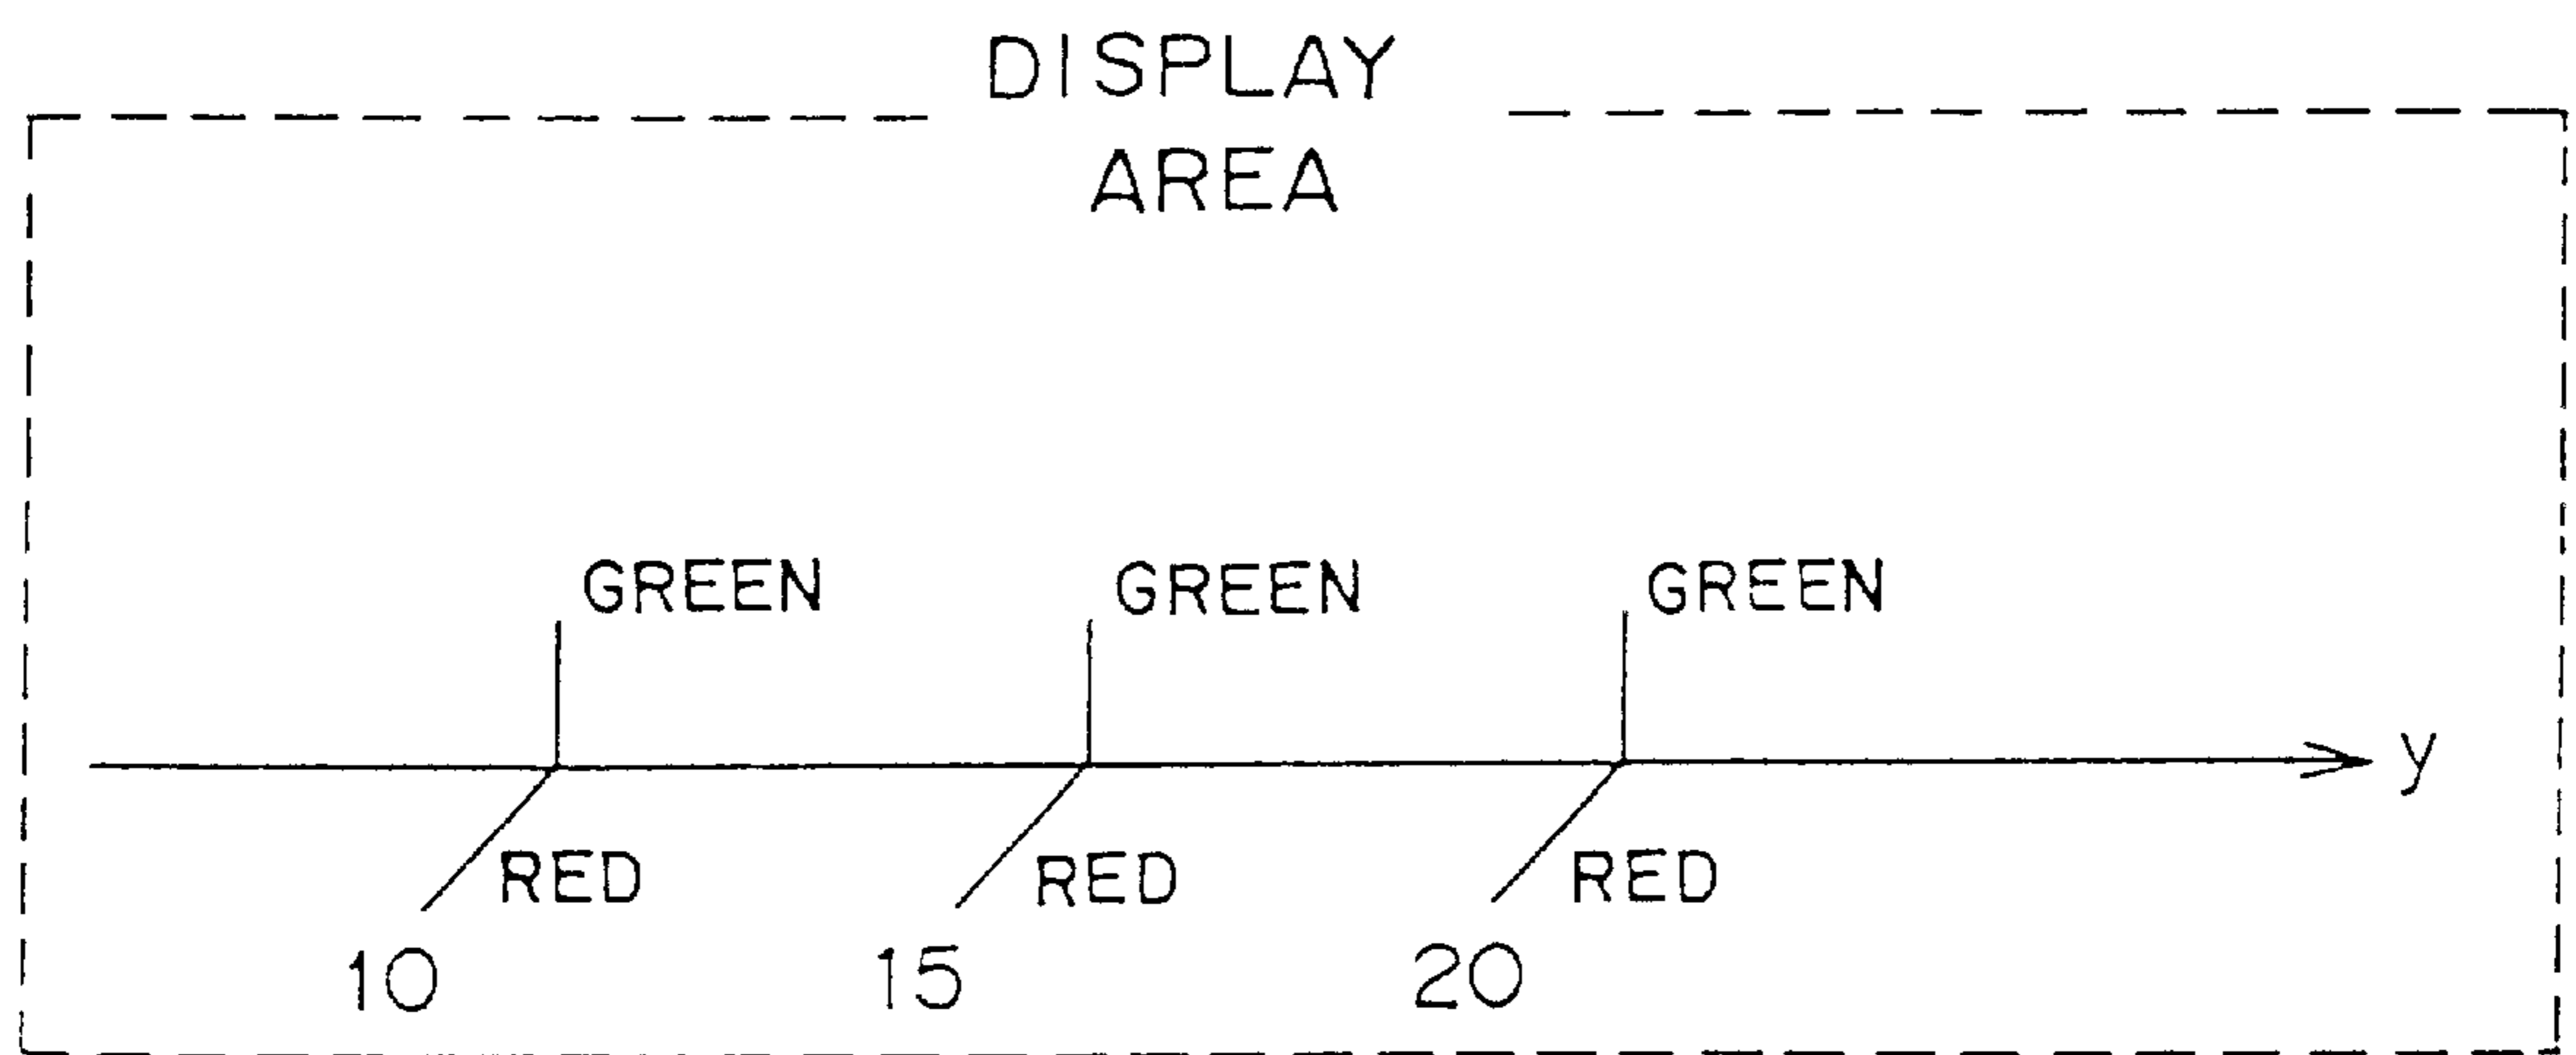 DISPLAY
AREA
GREEN GREEN GREEN
y
RED RED RED
10 15 20